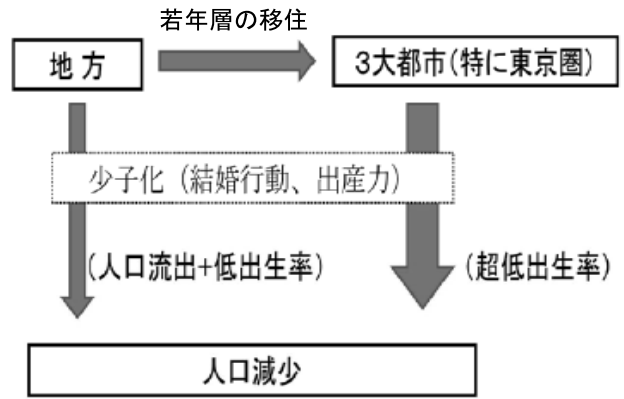 若年層の移住
地方
３大都市(特に東京圏)
少子化（結婚行動、出産力）
(人口流出+低出生率)
(超低出生率)
人口減少